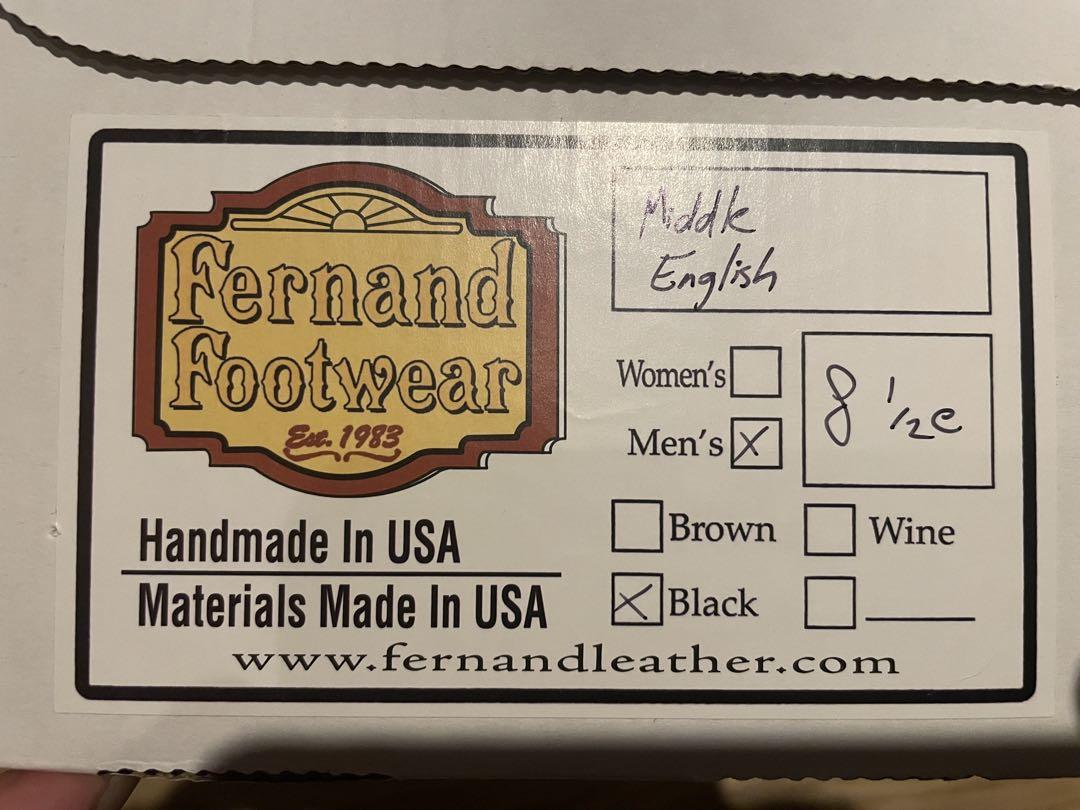 Fernand
Footwear
Est. 1983
Handmade In USA
Materials Made In USA
Middle
English
Women's
Men's X
8 1/2 e
Brown
Wine
X Black
www.fernandleather.com